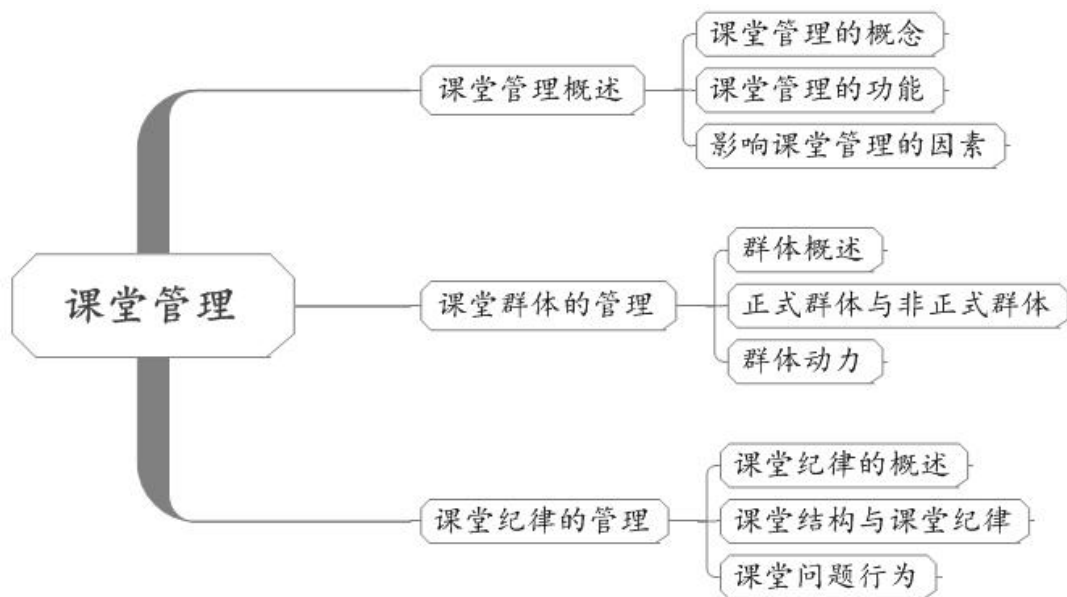 课堂管理
课堂管理概述
课堂管理的概念
课堂管理的功能
影响课堂管理的因素
课堂群体的管理
群体概述
正式群体与非正式群体
群体动力
课堂纪律的管理
课堂纪律的概述
课堂结构与课堂纪律
课堂问题行为